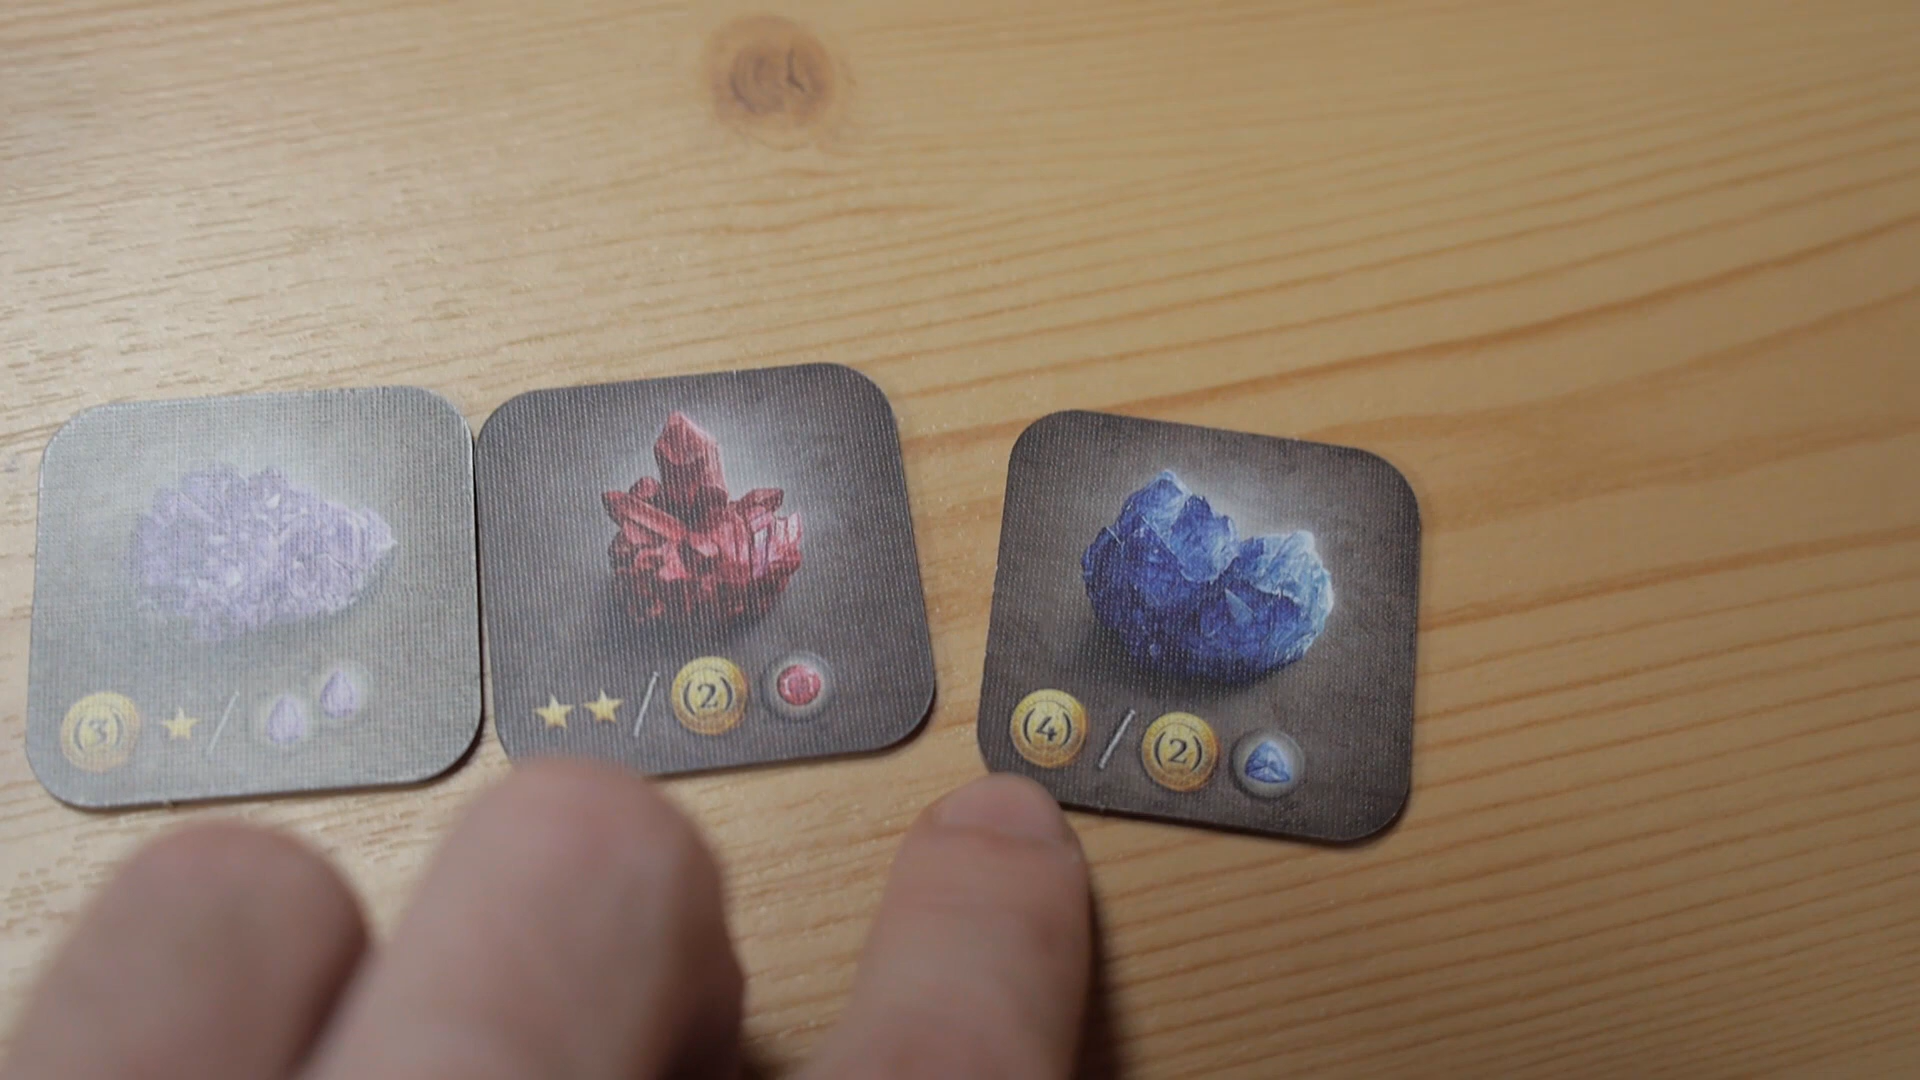 (3) /
/ (2)
(4) / (2)